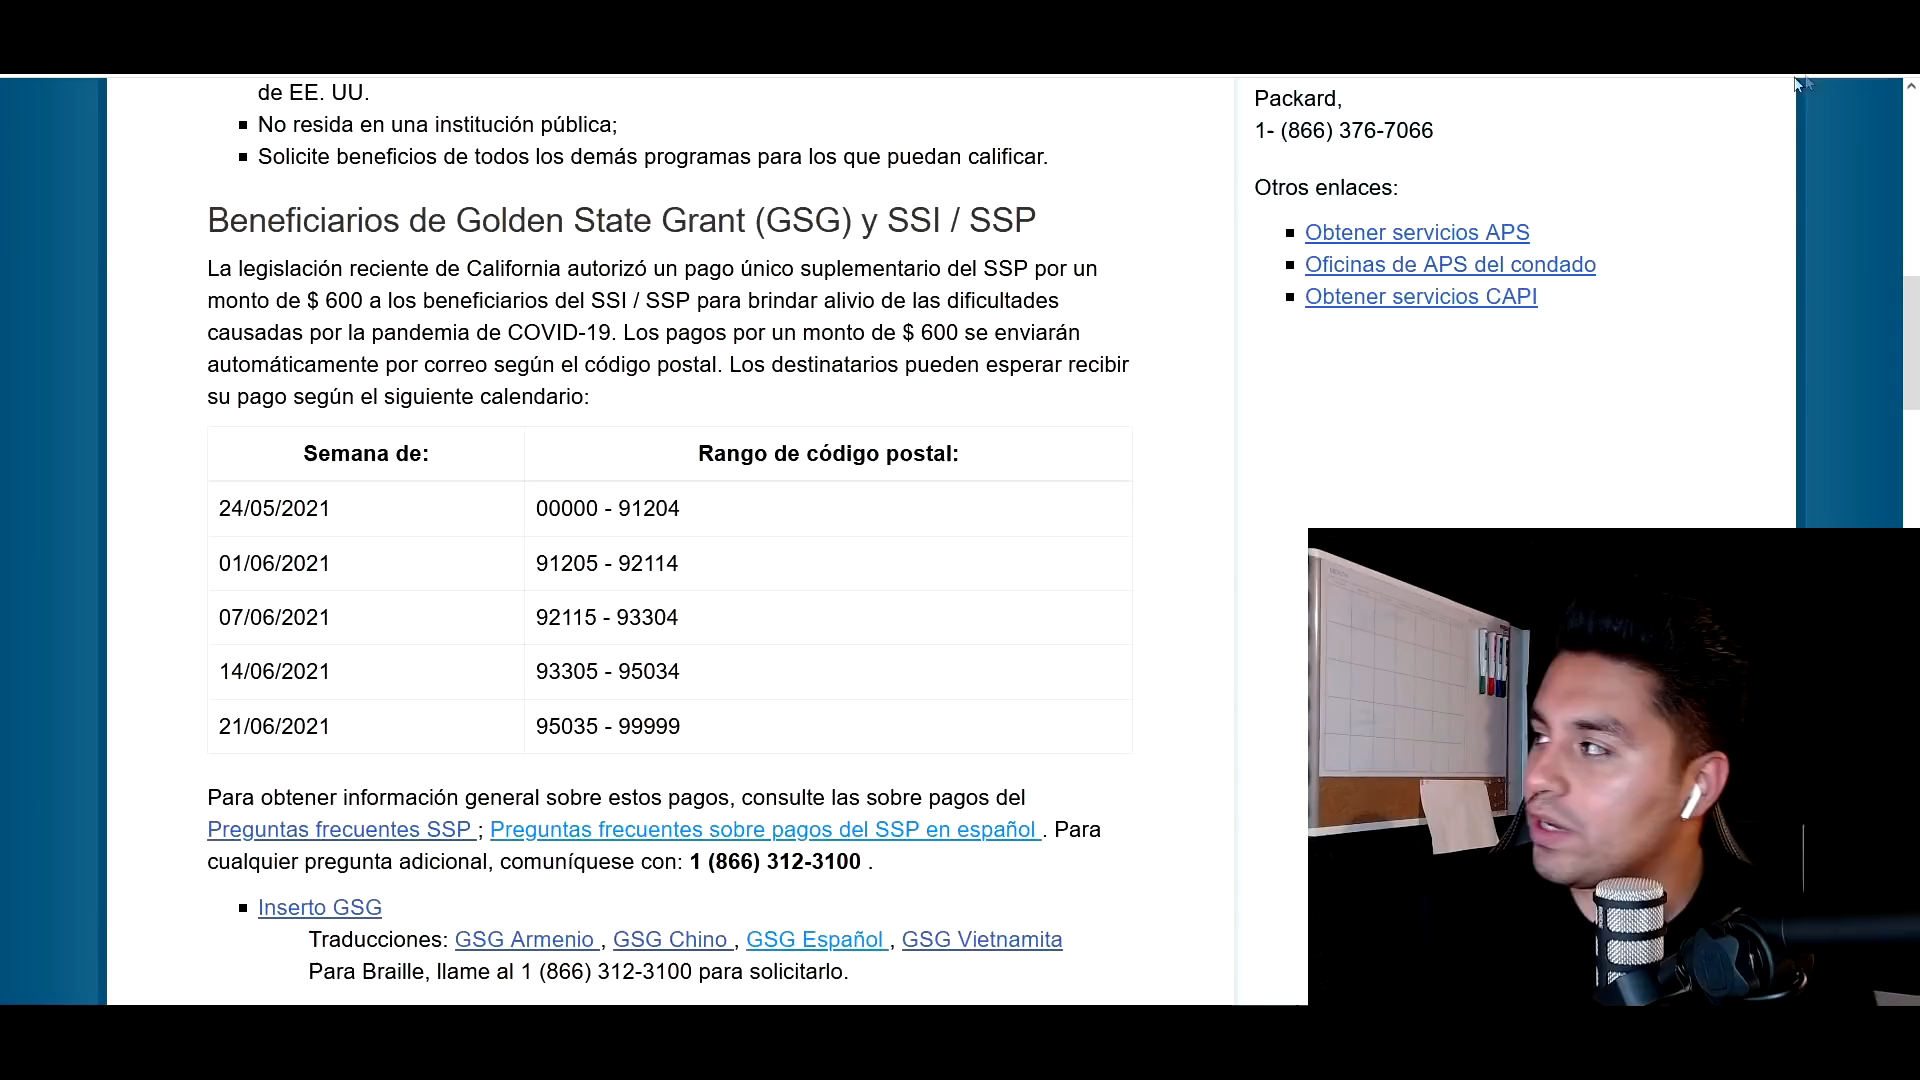 de EE. UU.
No resida en una institución pública;
Solicite beneficios de todos los demás programas para los que puedan calificar.
Beneficiarios de Golden State Grant (GSG) y SSI / SSP
La legislación reciente de California autorizó un pago único suplementario del SSP por un
monto de $ 600 a los beneficiarios del SSI / SSP para brindar alivio de las dificultades
causadas por la pandemia de COVID-19. Los pagos por un monto de $ 600 se enviarán
automáticamente por correo según el código postal. Los destinatarios pueden esperar recibir
su pago según el siguiente calendario:
Semana de: Rango de código postal:
24/05/2021 00000 - 91204
01/06/2021 91205 - 92114
07/06/2021 92115 - 93304
14/06/2021 93305 - 95034
21/06/2021 95035 - 99999
Para obtener información general sobre estos pagos, consulte las sobre pagos del
Preguntas frecuentes SSP ; Preguntas frecuentes sobre pagos del SSP en español . Para
cualquier pregunta adicional, comuníquese con: 1 (866) 312-3100 .
Inserto GSG
Traducciones: GSG Armenio , GSG Chino , GSG Español , GSG Vietnamita
Para Braille, llame al 1 (866) 312-3100 para solicitarlo.
Packard,
1- (866) 376-7066
Otros enlaces:
Obtener servicios APS
Oficinas de APS del condado
Obtener servicios CAPI